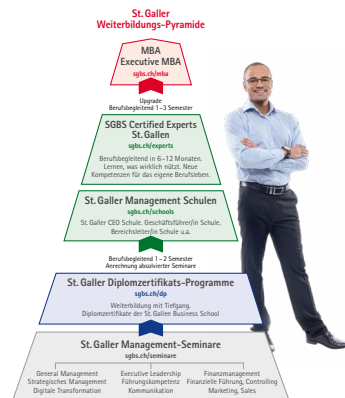 St. Galler
Weiterbildungs-Pyramide
MBA
Executive MBA
sgbs.ch/mba
Upgrade
Berufsbegleitend 1–3 Semester
SGBS Certified Experts
St. Gallen
sgbs.ch/experts
Berufsbegleitend in 6–12 Monaten.
Lernen, was wirklich nützt. Neue
Kompetenzen für das eigene Berufsleben.
St. Galler Management Schulen
sgbs.ch/schools
St. Galler CEO Schule. Geschäftsführer/in Schule.
Bereichsleiter/in Schule u.a.
Berufsbegleitend 1–2 Semester
Anrechnung absolvierter Seminare
St. Galler Diplomzertifikats-Programme
sgbs.ch/dp
Weiterbildung mit Tiefgang.
Diplomzertifikate der St. Gallen Business School
St. Galler Management-Seminare
sgbs.ch/seminare
General Management
Strategisches Management
Digitale Transformation
Executive Leadership
Führungskompetenz
Kommunikation
Finanzmanagement
Finanzielle Führung, Controlling
Marketing, Sales